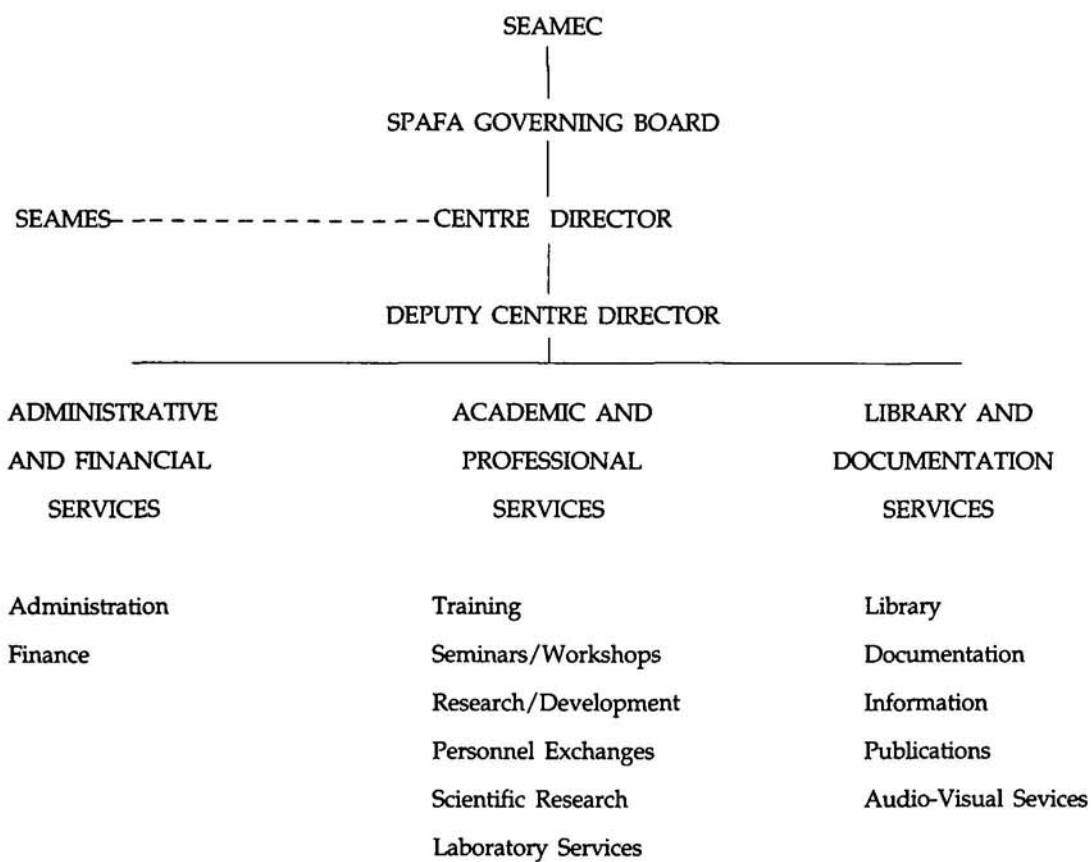 SEAMEC
SPAFA GOVERNING BOARD
SEAMES
CENTRE DIRECTOR
DEPUTY CENTRE DIRECTOR
ADMINISTRATIVE
AND FINANCIAL
SERVICES
ACADEMIC AND
PROFESSIONAL
SERVICES
LIBRARY AND
DOCUMENTATION
SERVICES
Administration
Finance
Training
Seminars/Workshops
Research/Development
Personnel Exchanges
Scientific Research
Laboratory Services
Library
Documentation
Information
Publications
Audio-Visual Sevices